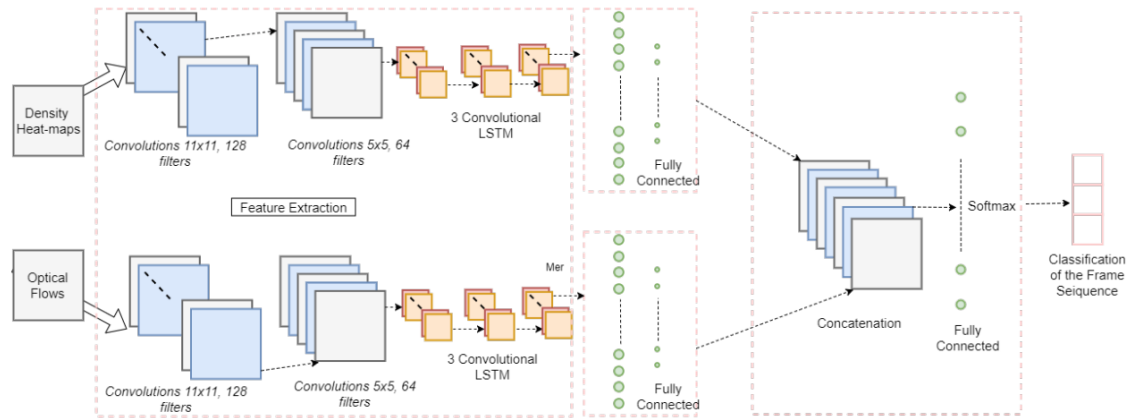 Density
Heat-maps
Convolutions 11x11, 128
filters
Convolutions 5x5, 64
filters
3 Convolutional
LSTM
Fully
Connected
Feature Extraction
Optical
Flows
Convolutions 11x11, 128
filters
Convolutions 5x5, 64
filters
Mer
3 Convolutional
LSTM
Fully
Connected
Concatenation
Softmax
Fully
Connected
Classification
of the Frame
Seiquence